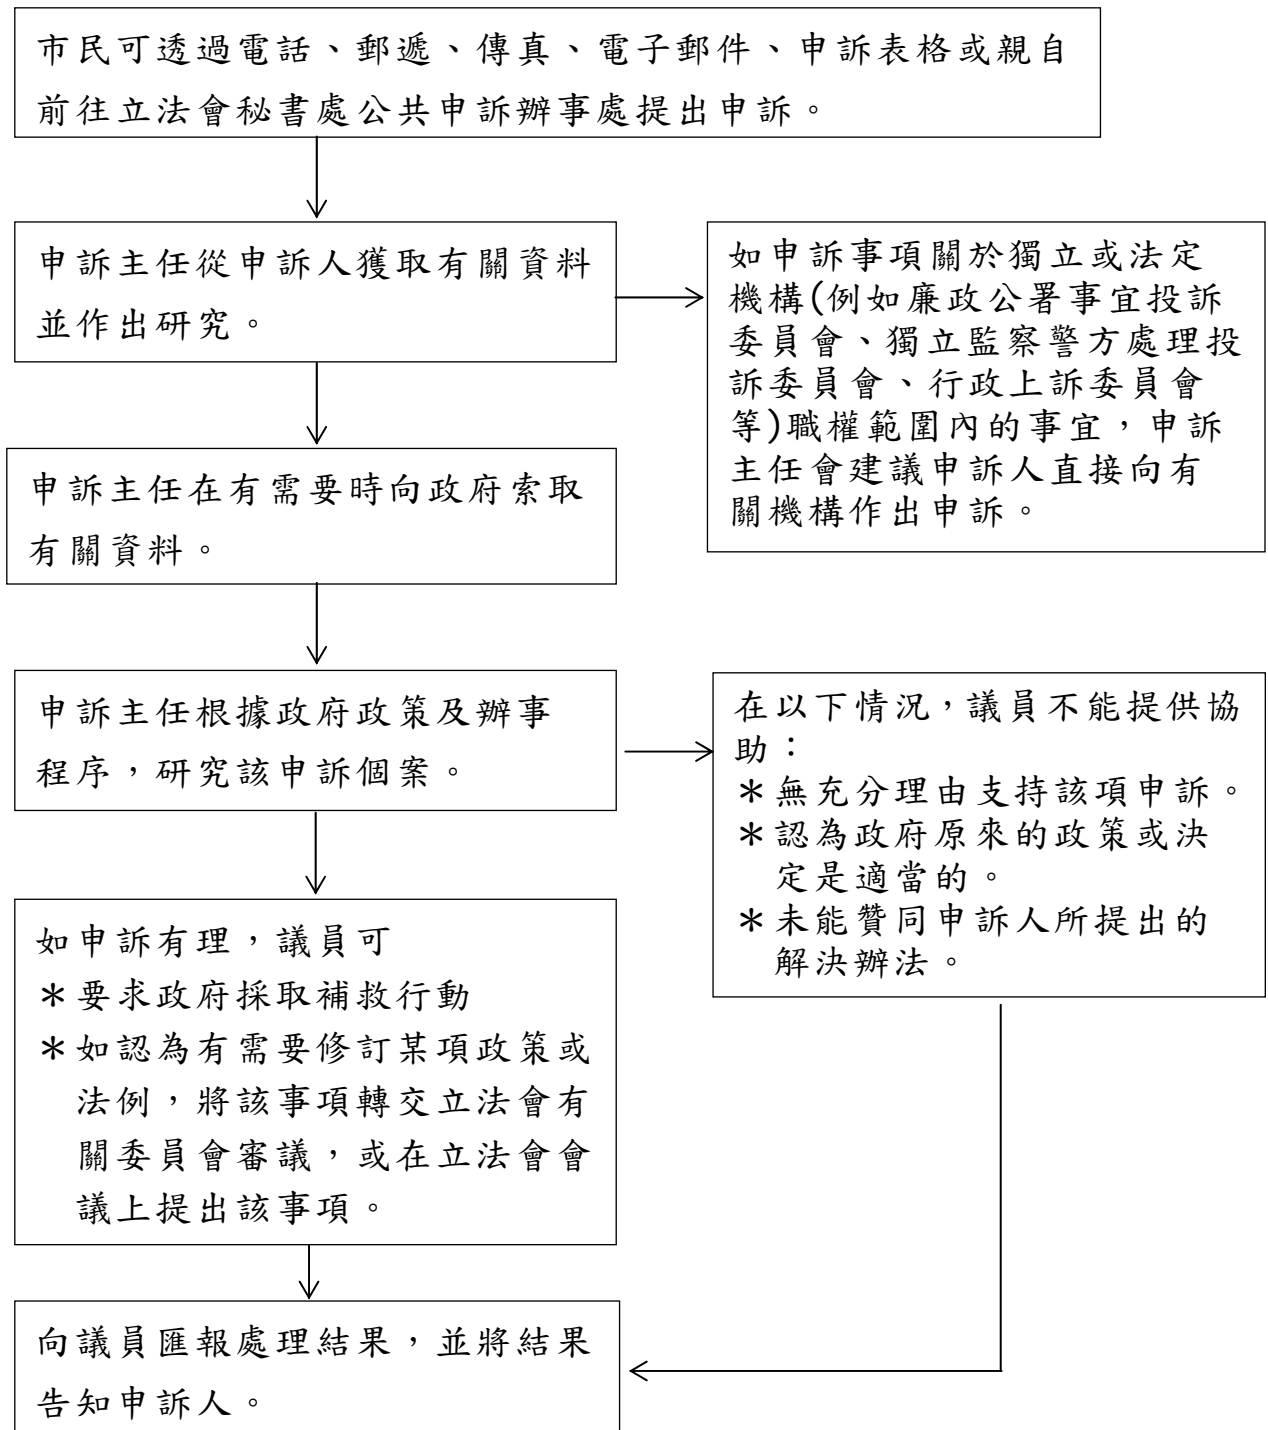 市民可透過電話、郵遞、傳真、電子郵件、申訴表格或親自
前往立法會秘書處公共申訴辦事處提出申訴。
申訴主任從申訴人獲取有關資料
並作出研究。
如申訴事項關於獨立或法定
機構(例如廉政公署事宜投訴
委員會、獨立監察警方處理投
訴委員會、行政上訴委員會
等)職權範圍內的事宜，申訴
主任會建議申訴人直接向有
關機構作出申訴。
申訴主任在有需要時向政府索取
有關資料。
申訴主任根據政府政策及辦事
程序，研究該申訴個案。
在以下情況，議員不能提供協
助：
＊無充分理由支持該項申訴。
＊認為政府原來的政策或決
定是適當的。
＊未能贊同申訴人所提出的
解決辦法。
如申訴有理，議員可
＊要求政府採取補救行動
＊如認為有需要修訂某項政策或
法例，將該事項轉交立法會有
關委員會審議，或在立法會會
議上提出該事項。
向議員匯報處理結果，並將結果
告知申訴人。